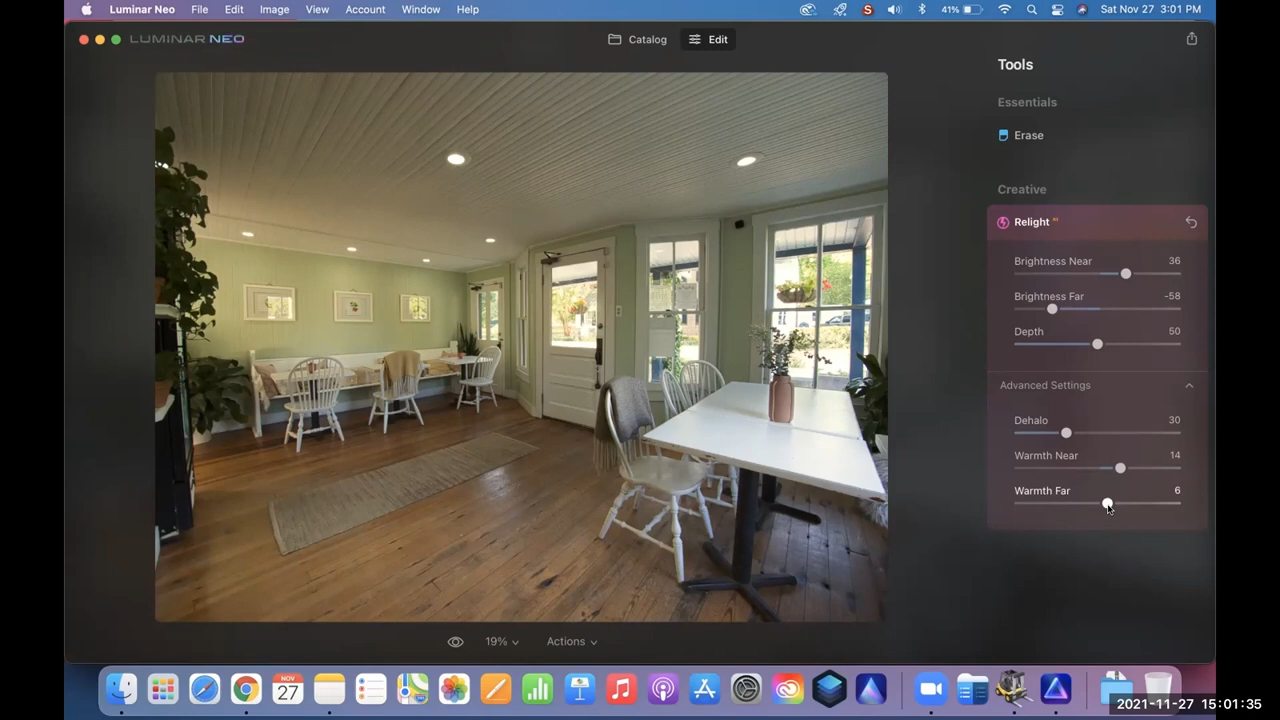 Luminar Neo File Edit Image View Account Window Help 41% Sat Nov 27 3:01 PM
LUMINAR NEO Catalog Edit
Tools
Essentials
Erase
Creative
Relight AI
Brightness Near 36
Brightness Far -58
Depth 50
Advanced Settings
Dehalo 30
Warmth Near 14
Warmth Far 6
19% Actions
NOV
27
2021-11-27 15:01:35